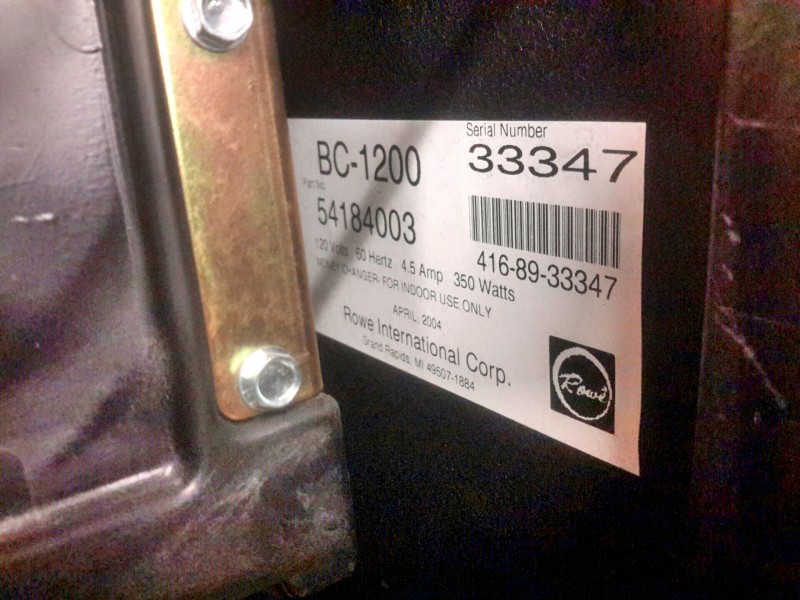 Serial Number
BC-1200
33347
Part No.
54184003
416-89-33347
120 Volts 60 Hertz 4.5 Amp 350 Watts
MONEY CHANGER- FOR INDOOR USE ONLY
APRIL, 2004
Rowe International Corp.
Grand Rapids, MI 49507-1884
Rowe